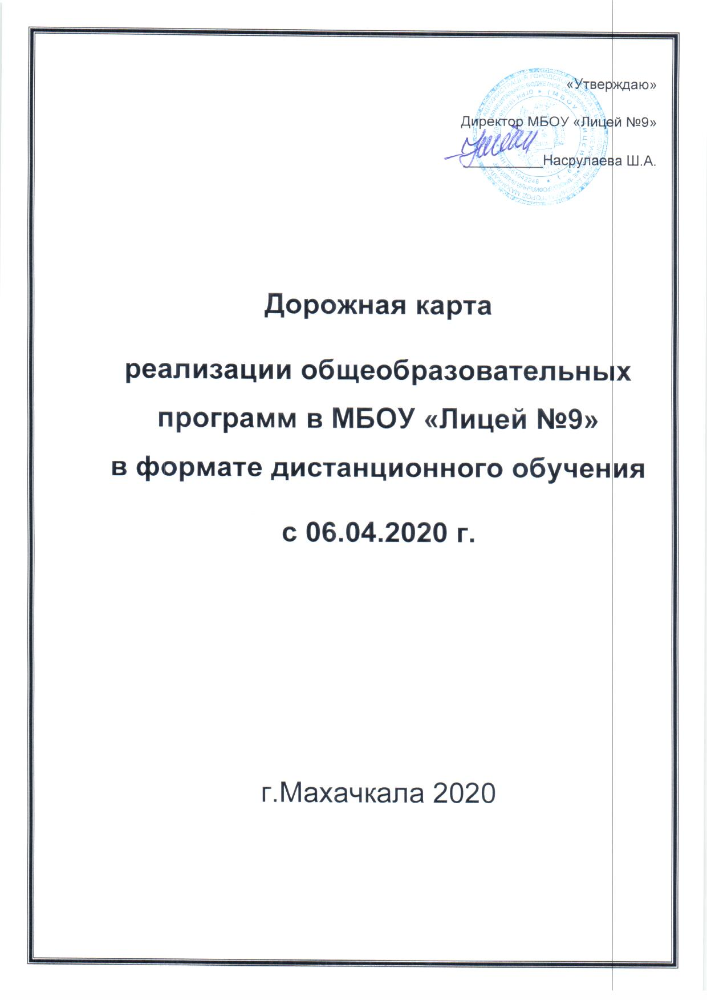 «Утверждаю»
Директор МБОУ «Лицей №9»
____________Насрулаева Ш.А.
Дорожная карта
реализации общеобразовательных
программ в МБОУ «Лицей №9»
в формате дистанционного обучения
с 06.04.2020 г.
г.Махачкала 2020